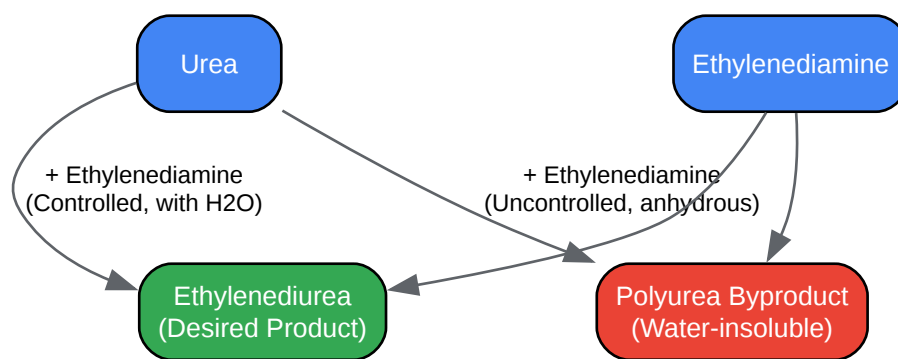 Urea
Ethylenediamine
+ Ethylenediamine
(Controlled, with H2O)
+ Ethylenediamine
(Uncontrolled, anhydrous)
Ethylenediurea
(Desired Product)
Polyurea Byproduct
(Water-insoluble)